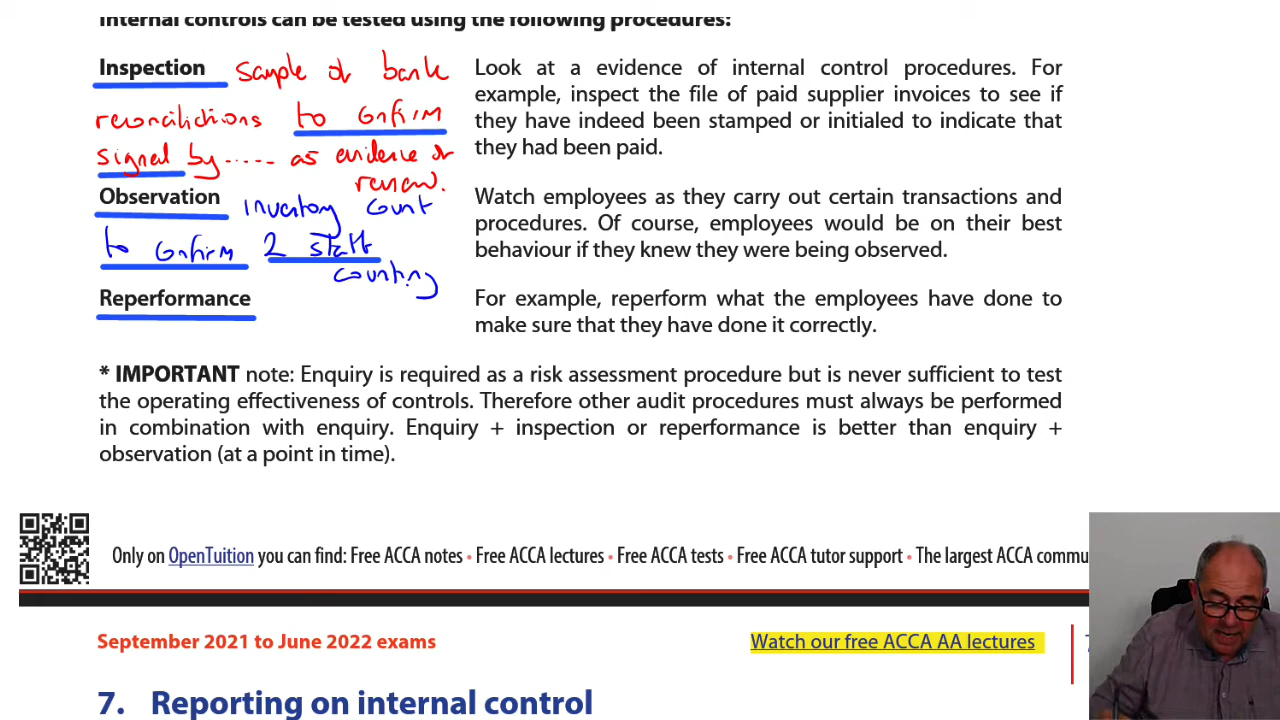 Internal controls can be tested using the following procedures:
Inspection sample of bank
reconciliations to confirm
signed by ..... as evidence of
review.
Look at a evidence of internal control procedures. For
example, inspect the file of paid supplier invoices to see if
they have indeed been stamped or initialed to indicate that
they had been paid.
Observation inventory count
to confirm 2 staff
counting
Watch employees as they carry out certain transactions and
procedures. Of course, employees would be on their best
behaviour if they knew they were being observed.
Reperformance
For example, reperform what the employees have done to
make sure that they have done it correctly.
* IMPORTANT note: Enquiry is required as a risk assessment procedure but is never sufficient to test
the operating effectiveness of controls. Therefore other audit procedures must always be performed
in combination with enquiry. Enquiry + inspection or reperformance is better than enquiry +
observation (at a point in time).
Only on OpenTuition you can find: Free ACCA notes • Free ACCA lectures • Free ACCA tests • Free ACCA tutor support • The largest ACCA commu
September 2021 to June 2022 exams
Watch our free ACCA AA lectures
7. Reporting on internal control